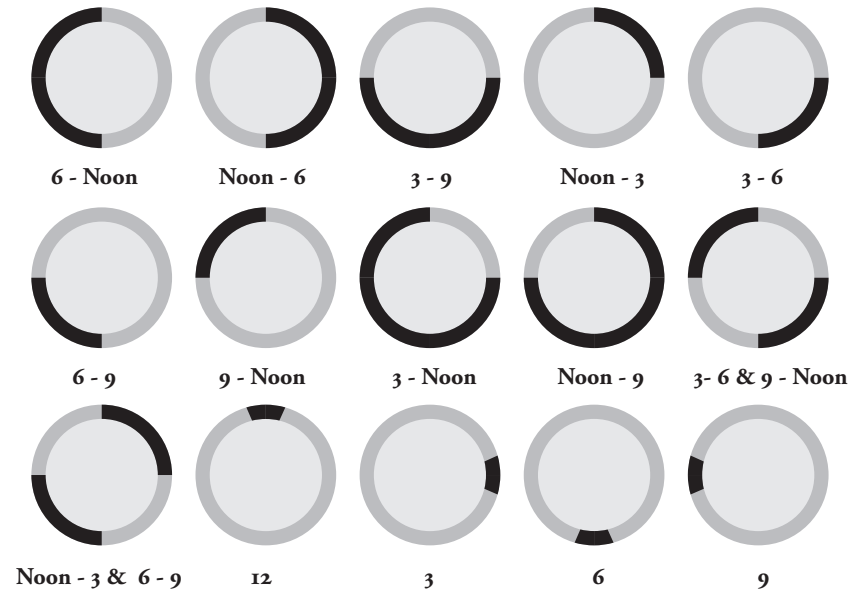 6 - Noon Noon - 6 3 - 9 Noon - 3 3 - 6
6 - 9 9 - Noon 3 - Noon Noon - 9 3- 6 & 9 - Noon
Noon - 3 & 6 - 9 12 3 6 9